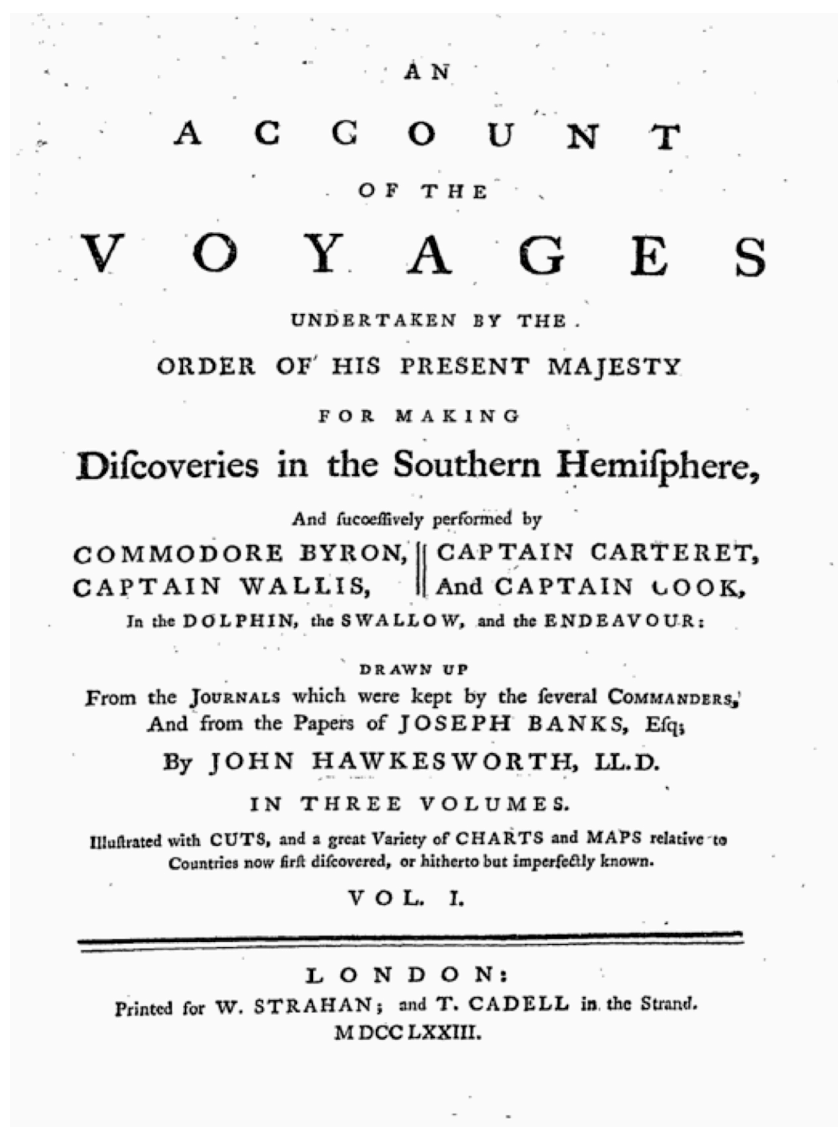 AN
ACCOUNT
OF THE
VOYAGES
UNDERTAKEN BY THE
ORDER OF HIS PRESENT MAJESTY
FOR MAKING
Diſcoveries in the Southern Hemiſphere,
And ſucceſſively performed by
COMMODORE BYRON, || CAPTAIN CARTERET,
CAPTAIN WALLIS, || And CAPTAIN COOK,
In the DOLPHIN, the SWALLOW, and the ENDEAVOUR:
DRAWN UP
From the JOURNALS which were kept by the ſeveral COMMANDERS,
And from the Papers of JOSEPH BANKS, Eſq;
By JOHN HAWKESWORTH, LL.D.
IN THREE VOLUMES.
Illuſtrated with CUTS, and a great Variety of CHARTS and MAPS relative to
Countries now firſt diſcovered, or hitherto but imperfectly known.
VOL. I.
LONDON:
Printed for W. STRAHAN; and T. CADELL in the Strand.
MDCCLXXIII.